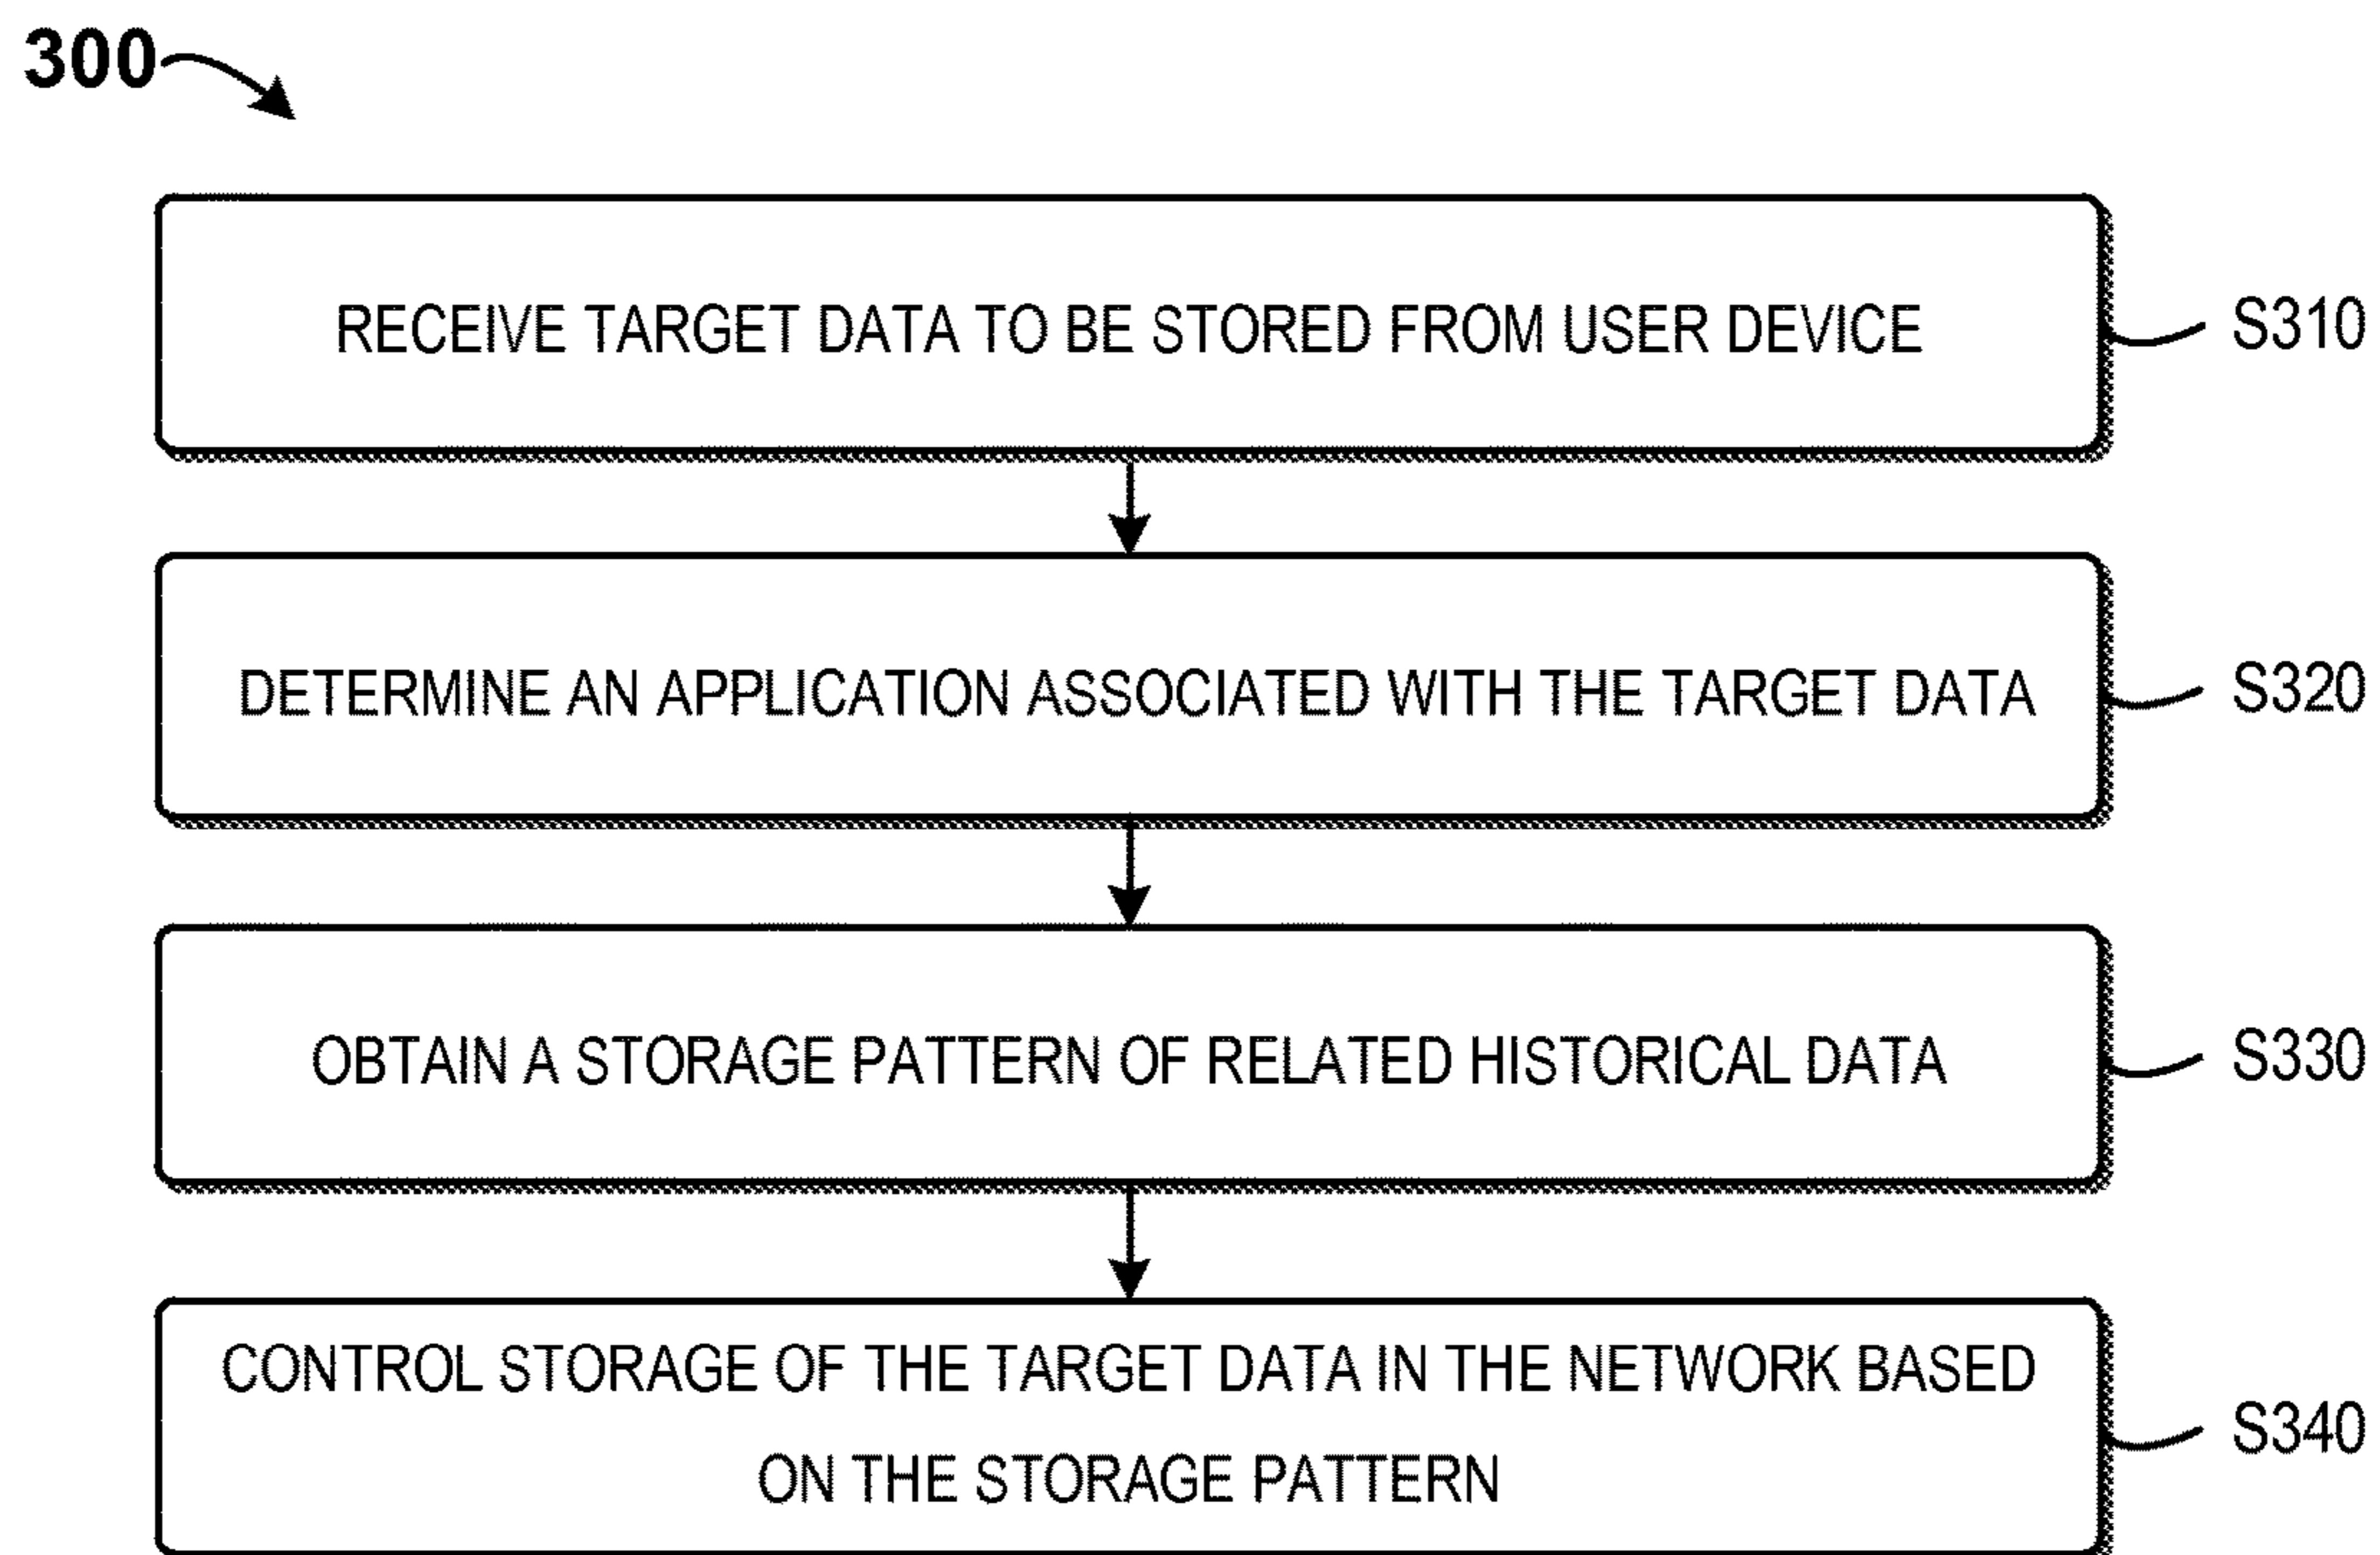 300
RECEIVE TARGET DATA TO BE STORED FROM USER DEVICE
S310
DETERMINE AN APPLICATION ASSOCIATED WITH THE TARGET DATA
S320
OBTAIN A STORAGE PATTERN OF RELATED HISTORICAL DATA
S330
CONTROL STORAGE OF THE TARGET DATA IN THE NETWORK BASED
ON THE STORAGE PATTERN
S340